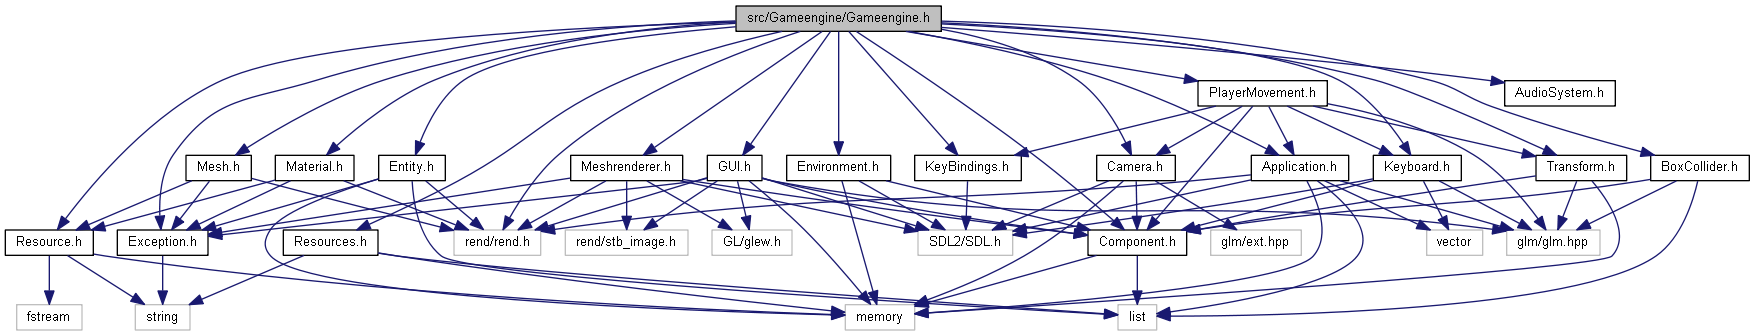 src/Gameengine/Gameengine.h
PlayerMovement.h
AudioSystem.h
Mesh.h
Material.h
Entity.h
Meshrenderer.h
GUI.h
Environment.h
KeyBindings.h
Camera.h
Application.h
Keyboard.h
Transform.h
BoxCollider.h
Resource.h
Exception.h
Resources.h
rend/rend.h
rend/stb_image.h
GL/glew.h
SDL2/SDL.h
Component.h
glm/ext.hpp
vector
glm/glm.hpp
fstream
string
memory
list